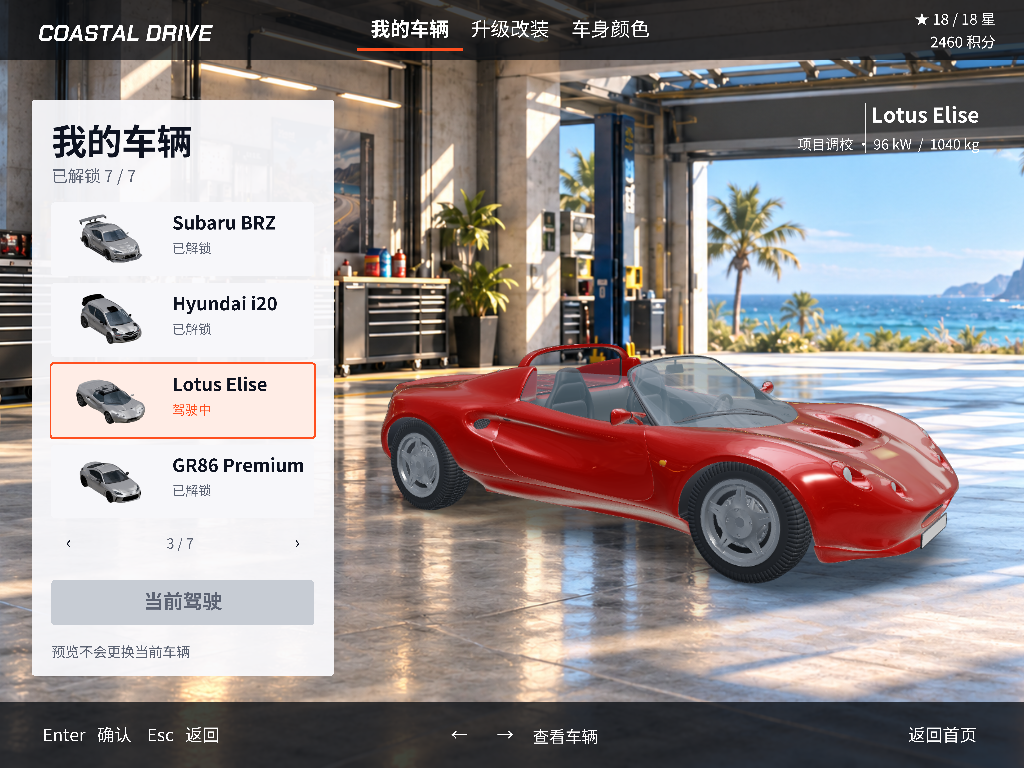 COASTAL DRIVE
我的车辆
升级改装
车身颜色
★ 18 / 18 星
2460 积分
Lotus Elise
项目调校 · 96 kW / 1040 kg
我的车辆
已解锁 7 / 7
Subaru BRZ
已解锁
Hyundai i20
已解锁
Lotus Elise
驾驶中
GR86 Premium
已解锁
‹ 3 / 7 ›
当前驾驶
预览不会更换当前车辆
Enter 确认 Esc 返回
← → 查看车辆
返回首页